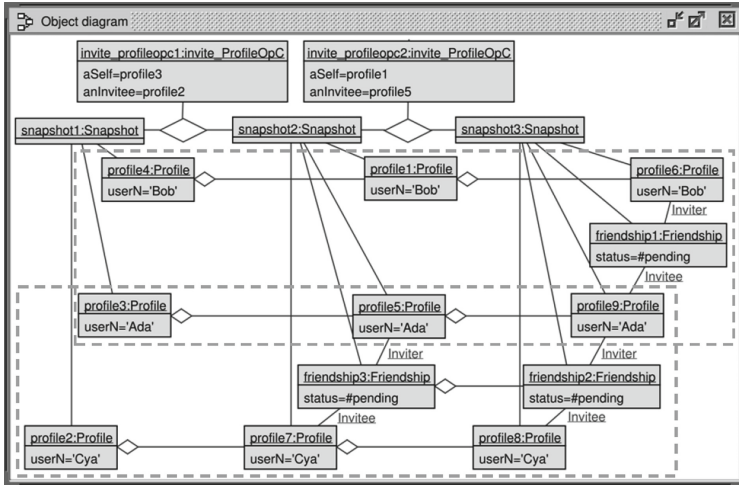 Object diagram
invite_profileopc1:invite_ProfileOpC
aSelf=profile3
anInvitee=profile2
invite_profileopc2:invite_ProfileOpC
aSelf=profile1
anInvitee=profile5
snapshot1:Snapshot
snapshot2:Snapshot
snapshot3:Snapshot
profile4:Profile
userN='Bob'
profile1:Profile
userN='Bob'
profile6:Profile
userN='Bob'
Inviter
friendship1:Friendship
status=#pending
Invitee
profile3:Profile
userN='Ada'
profile5:Profile
userN='Ada'
profile9:Profile
userN='Ada'
Inviter
Inviter
friendship3:Friendship
status=#pending
friendship2:Friendship
status=#pending
Invitee
Invitee
profile2:Profile
userN='Cya'
profile7:Profile
userN='Cya'
profile8:Profile
userN='Cya'